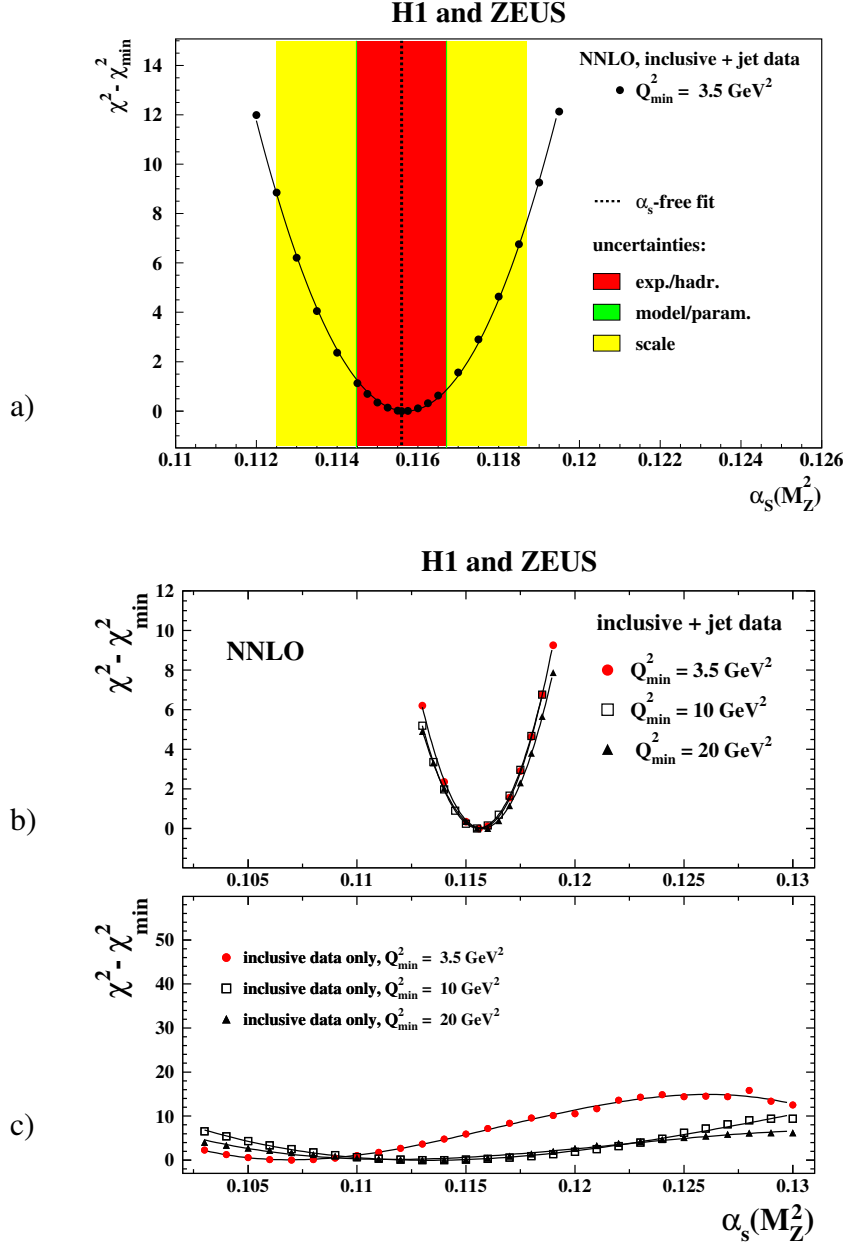 H1 and ZEUS
χ² - χ²min
14
12
10
8
6
4
2
0
NNLO, inclusive + jet data
Q²min = 3.5 GeV²
αs-free fit
uncertainties:
exp./hadr.
model/param.
scale
a)
0.11 0.112 0.114 0.116 0.118 0.12 0.122 0.124 0.126
αS(M²Z)
H1 and ZEUS
χ² - χ²min
12
10
8
6
4
2
0
NNLO
inclusive + jet data
Q²min = 3.5 GeV²
Q²min = 10 GeV²
Q²min = 20 GeV²
b)
0.105 0.11 0.115 0.12 0.125 0.13
χ² - χ²min
50
40
30
20
10
0
inclusive data only, Q²min = 3.5 GeV²
inclusive data only, Q²min = 10 GeV²
inclusive data only, Q²min = 20 GeV²
c)
0.105 0.11 0.115 0.12 0.125 0.13
αs(M²Z)